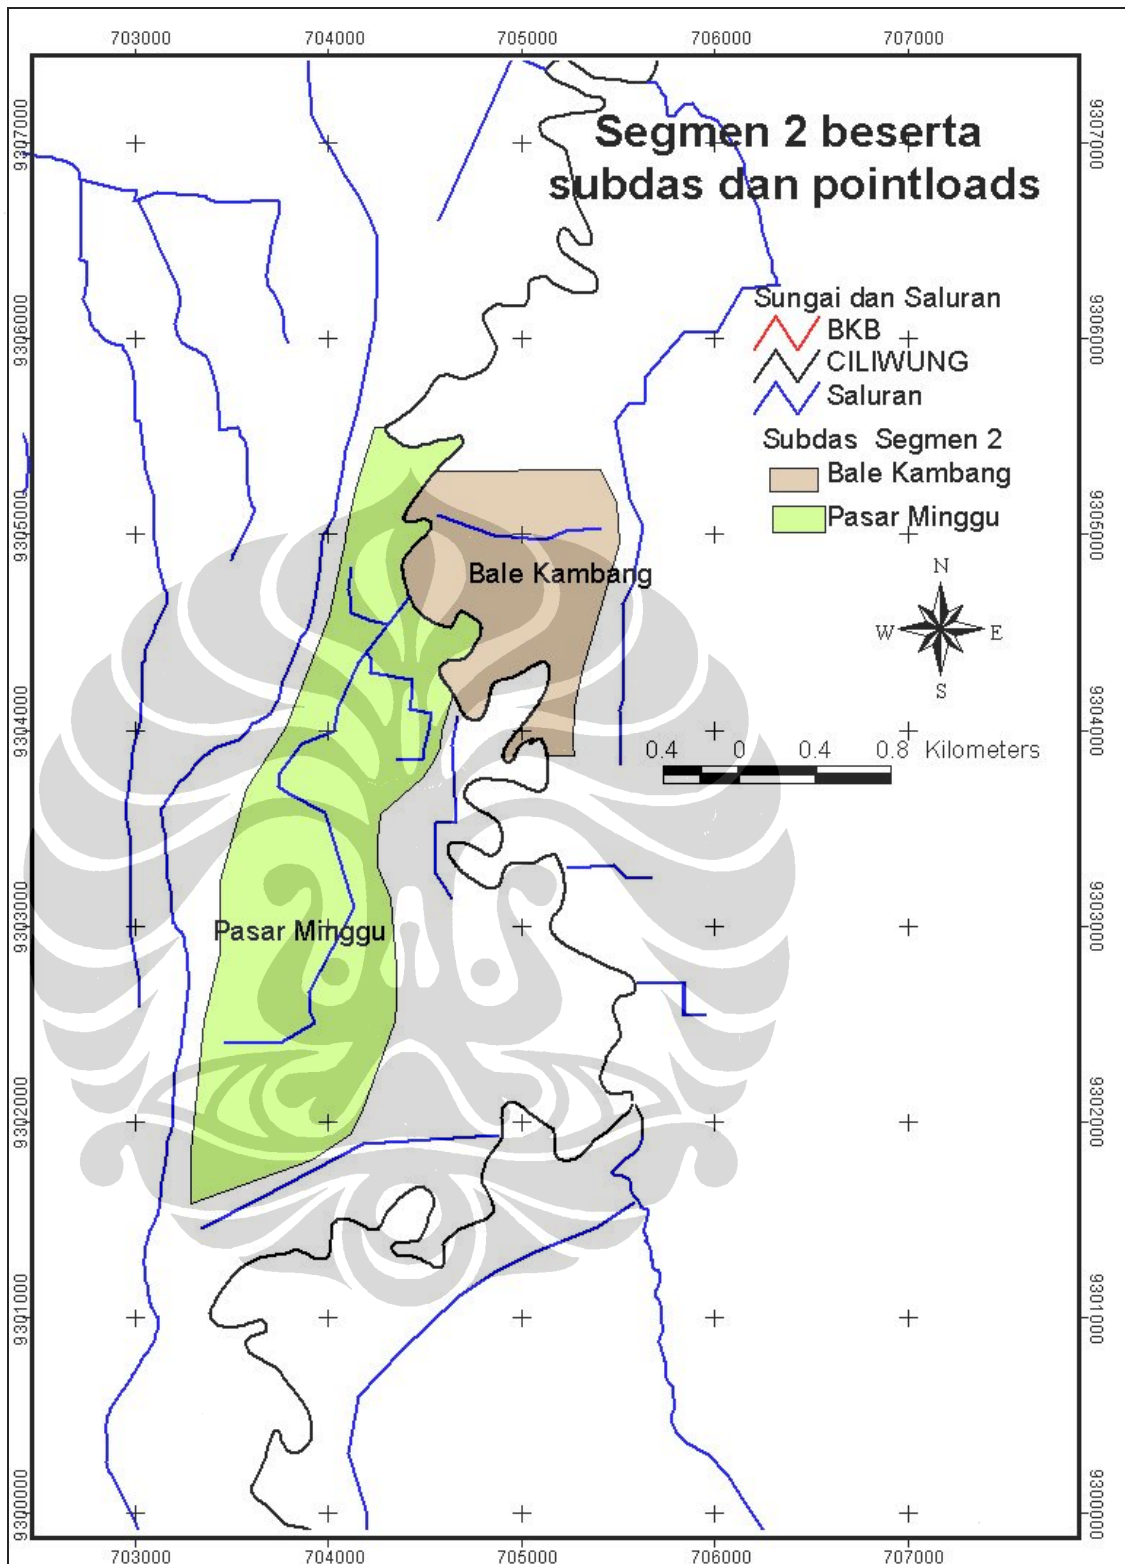 703000 704000 705000 706000 707000
Segmen 2 beserta
subdas dan pointloads
Sungai dan Saluran
BKB
CILIWUNG
Saluran
Subdas Segmen 2
Bale Kambang
Pasar Minggu
9307000
9306000
9305000
9304000
9303000
9302000
9301000
9300000
Bale Kambang
Pasar Minggu
N
W E
S
0.4 0 0.4 0.8 Kilometers
9307000
9306000
9305000
9304000
9303000
9302000
9301000
9300000
703000 704000 705000 706000 707000